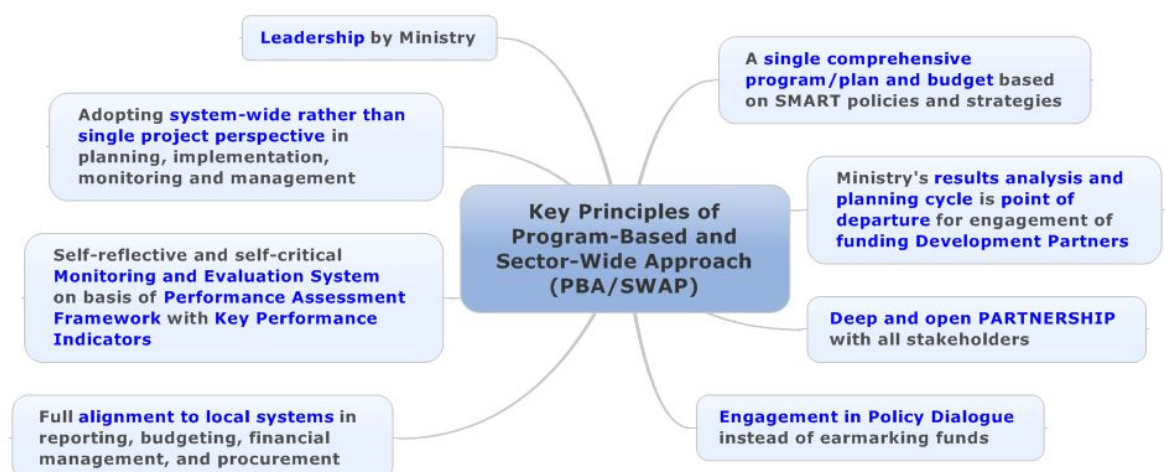 Leadership by Ministry
Adopting system-wide rather than
single project perspective in
planning, implementation,
monitoring and management
Self-reflective and self-critical
Monitoring and Evaluation System
on basis of Performance Assessment
Framework with Key Performance
Indicators
Full alignment to local systems in
reporting, budgeting, financial
management, and procurement
Key Principles of
Program-Based and
Sector-Wide Approach
(PBA/SWAP)
A single comprehensive
program/plan and budget based
on SMART policies and strategies
Ministry's results analysis and
planning cycle is point of
departure for engagement of
funding Development Partners
Deep and open PARTNERSHIP
with all stakeholders
Engagement in Policy Dialogue
instead of earmarking funds